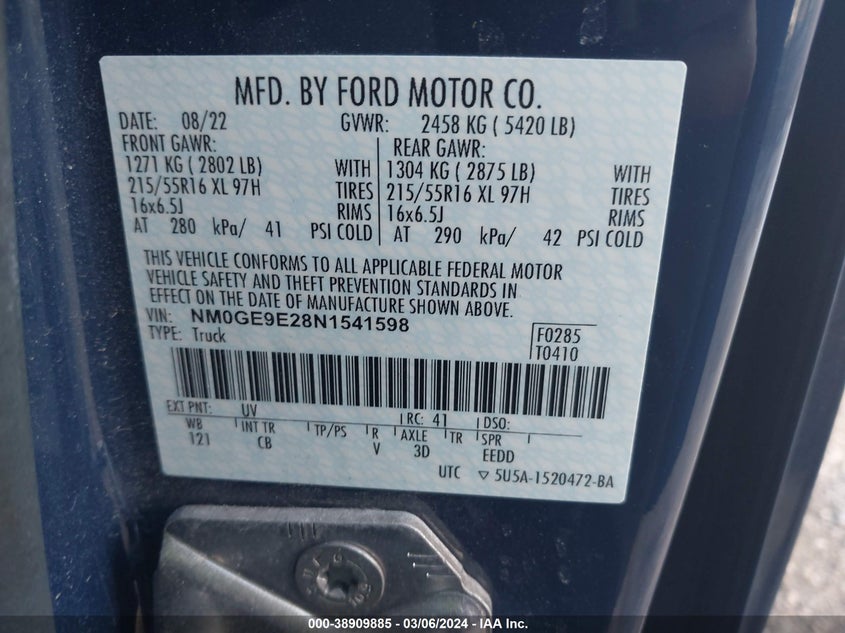 MFD. BY FORD MOTOR CO.
DATE: 08/22 GVWR: 2458 KG ( 5420 LB)
FRONT GAWR: REAR GAWR:
1271 KG ( 2802 LB) WITH 1304 KG ( 2875 LB) WITH
215/55R16 XL 97H TIRES 215/55R16 XL 97H TIRES
16x6.5J RIMS 16x6.5J RIMS
AT 280 kPa/ 41 PSI COLD AT 290 kPa/ 42 PSI COLD
THIS VEHICLE CONFORMS TO ALL APPLICABLE FEDERAL MOTOR
VEHICLE SAFETY AND THEFT PREVENTION STANDARDS IN
EFFECT ON THE DATE OF MANUFACTURE SHOWN ABOVE.
VIN: NM0GE9E28N1541598
TYPE: Truck F0285
T0410
EXT PNT: UV RC: 41 DSO:
WB INT TR TP/PS R AXLE TR SPR
121 CB V 3D EEDD
UTC ▽ 5U5A-1520472-BA
000-38909885 - 03/06/2024 - IAA Inc.